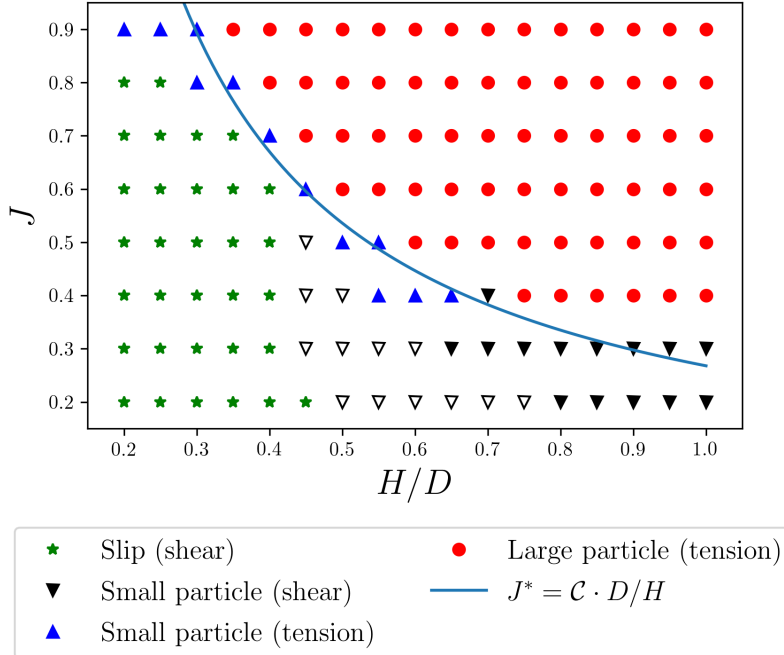 0.9
0.8
0.7
0.6
0.5
0.4
0.3
0.2
J
0.2 0.3 0.4 0.5 0.6 0.7 0.8 0.9 1.0
H/D
Slip (shear)
Small particle (shear)
Small particle (tension)
Large particle (tension)
J* = C · D/H